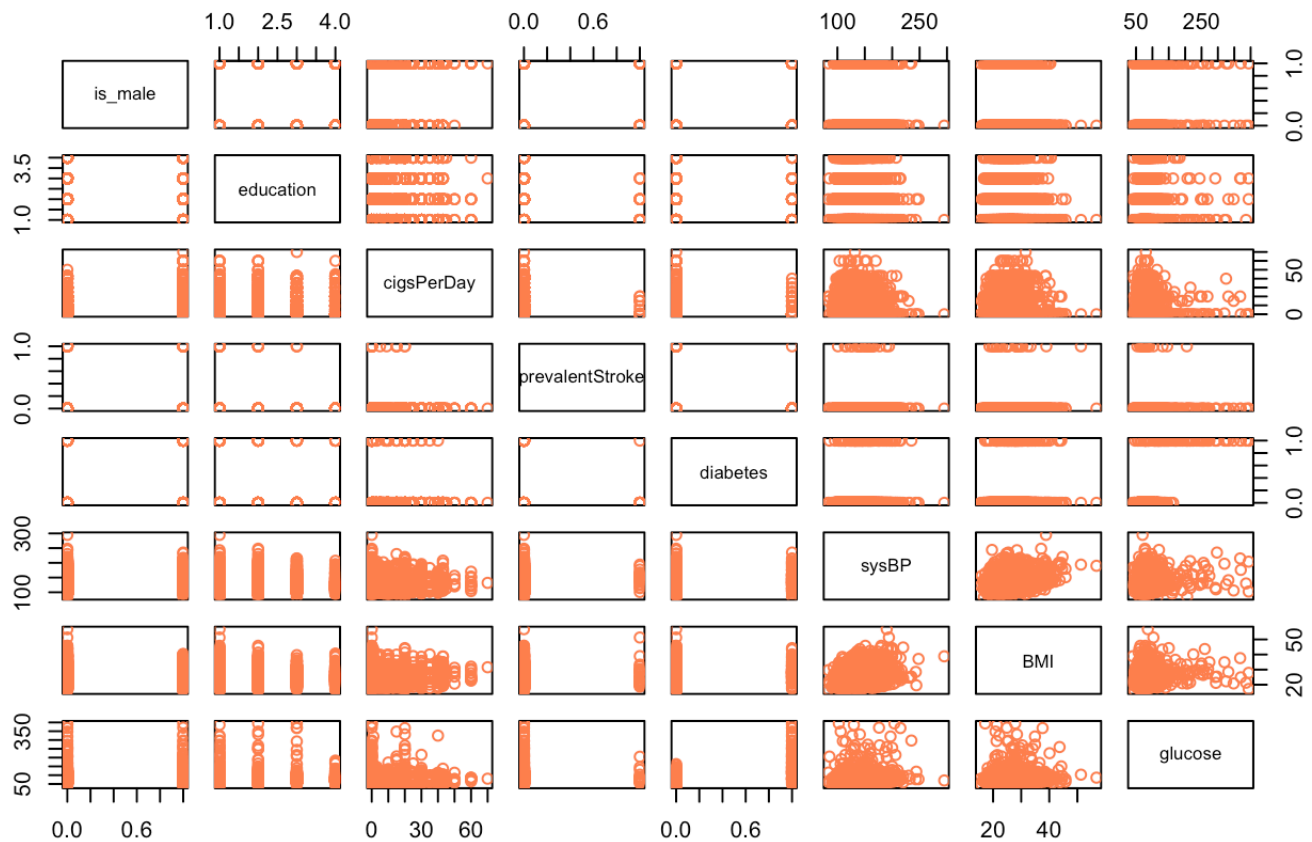 1.0 2.5 4.0 0.0 0.6 100 250 50 250
is_male 0.0 1.0
1.0 3.5 education
cigsPerDay 0 50
0.0 1.0 prevalentStroke
diabetes 0.0 1.0
100 300 sysBP
BMI 20 50
50 350 glucose
0.0 0.6 0 30 60 0.0 0.6 20 40